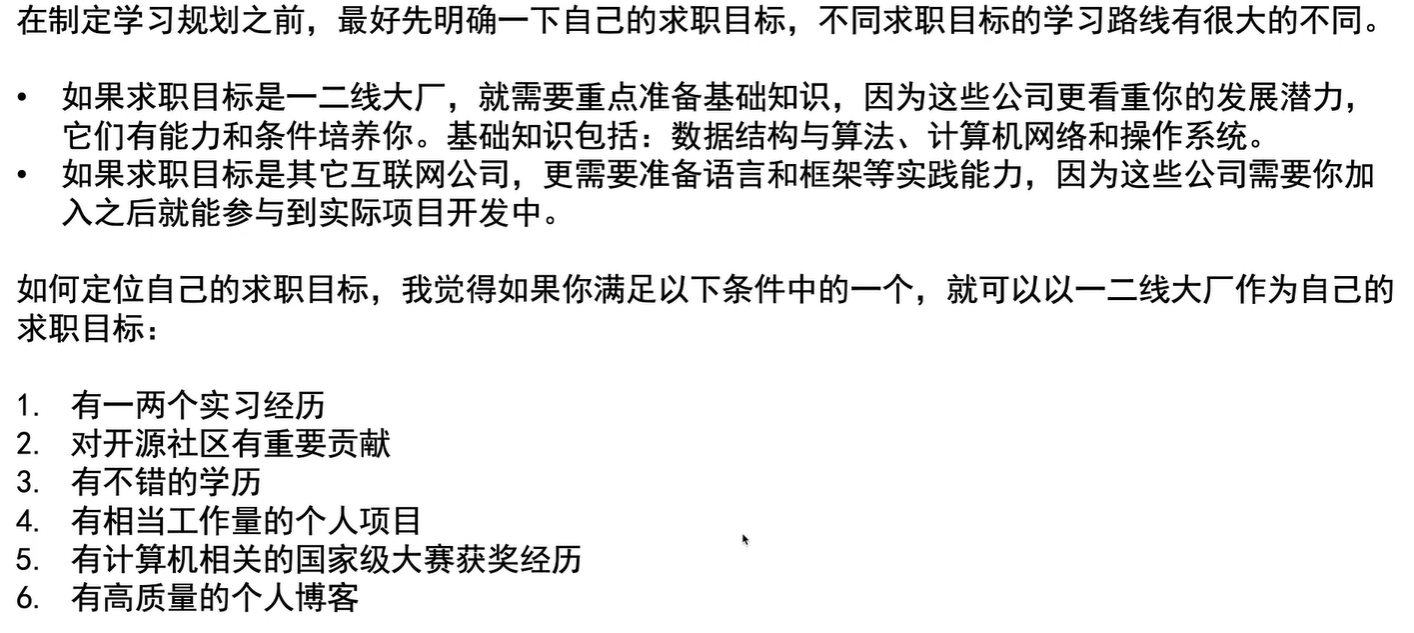 在制定学习规划之前，最好先明确一下自己的求职目标，不同求职目标的学习路线有很大的不同。
• 如果求职目标是一二线大厂，就需要重点准备基础知识，因为这些公司更看重你的发展潜力，
它们有能力和条件培养你。基础知识包括：数据结构与算法、计算机网络和操作系统。
• 如果求职目标是其它互联网公司，更需要准备语言和框架等实践能力，因为这些公司需要你加
入之后就能参与到实际项目开发中。
如何定位自己的求职目标，我觉得如果你满足以下条件中的一个，就可以以一二线大厂作为自己的
求职目标：
1. 有一两个实习经历
2. 对开源社区有重要贡献
3. 有不错的学历
4. 有相当工作量的个人项目
5. 有计算机相关的国家级大赛获奖经历
6. 有高质量的个人博客